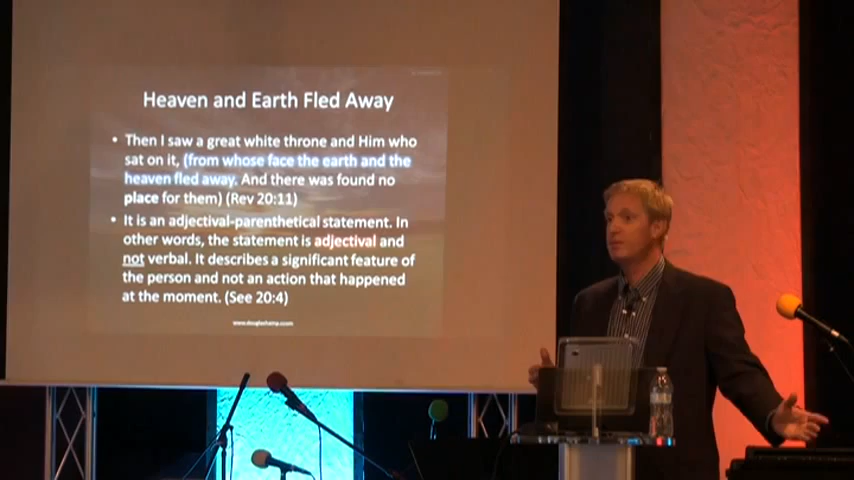 Heaven and Earth Fled Away
• Then I saw a great white throne and Him who
sat on it, (from whose face the earth and the
heaven fled away. And there was found no
place for them) (Rev 20:11)
• It is an adjectival-parenthetical statement. In
other words, the statement is adjectival and
not verbal. It describes a significant feature of
the person and not an action that happened
at the moment. (See 20:4)